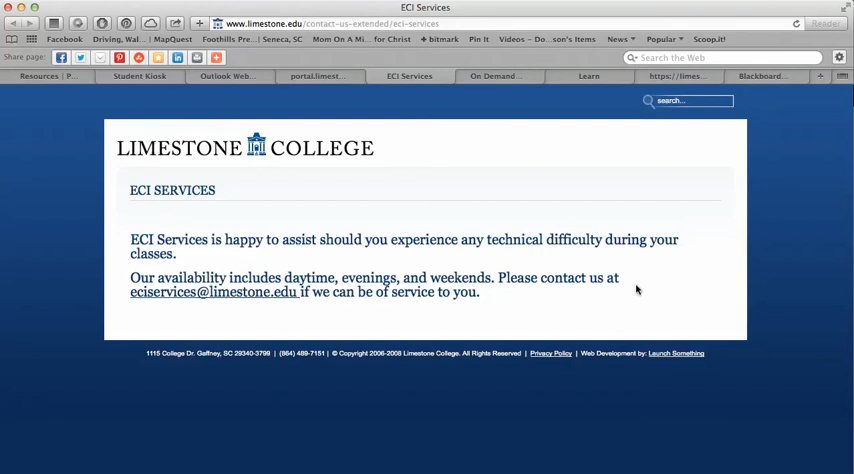 ECI Services
www.limestone.edu/contact-us-extended/eci-services
Reader
Facebook Driving, Wal... | MapQuest Foothills Pre... | Seneca, SC Mom On A Mi... for Christ bitmark Pin It Videos - Do...son's Items News Popular Scoop.it!
Share page: Search the Web
Resources | P... Student Kiosk Outlook Web... portal.limest... ECI Services On Demand... Learn https://limes... Blackboard...
search...
LIMESTONE COLLEGE
ECI SERVICES
ECI Services is happy to assist should you experience any technical difficulty during your
classes.
Our availability includes daytime, evenings, and weekends. Please contact us at
eciservices@limestone.edu if we can be of service to you.
1115 College Dr. Gaffney, SC 29340-3799 | (864) 489-7151 | © Copyright 2006-2008 Limestone College. All Rights Reserved | Privacy Policy | Web Development by: Launch Something